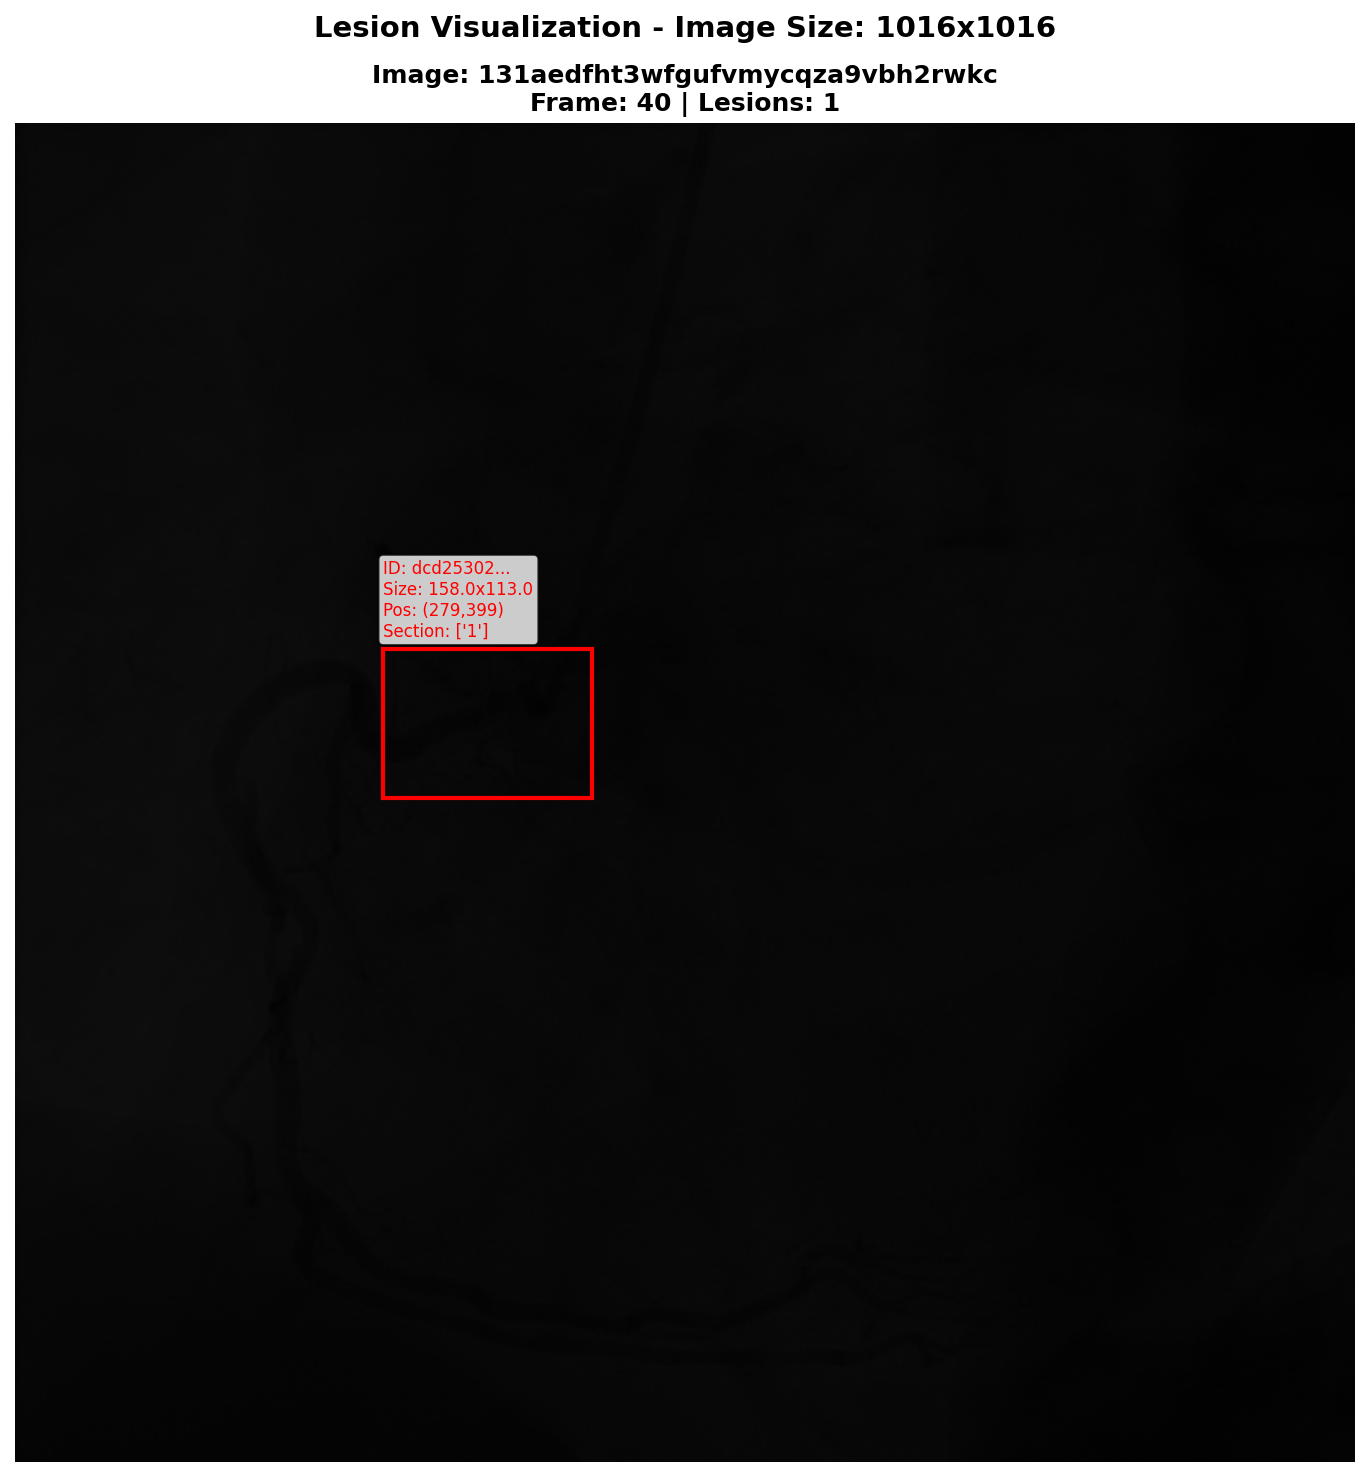 Lesion Visualization - Image Size: 1016x1016
Image: 131aedfht3wfgufvmycqza9vbh2rwkc
Frame: 40 | Lesions: 1
ID: dcd25302...
Size: 158.0x113.0
Pos: (279,399)
Section: ['1']